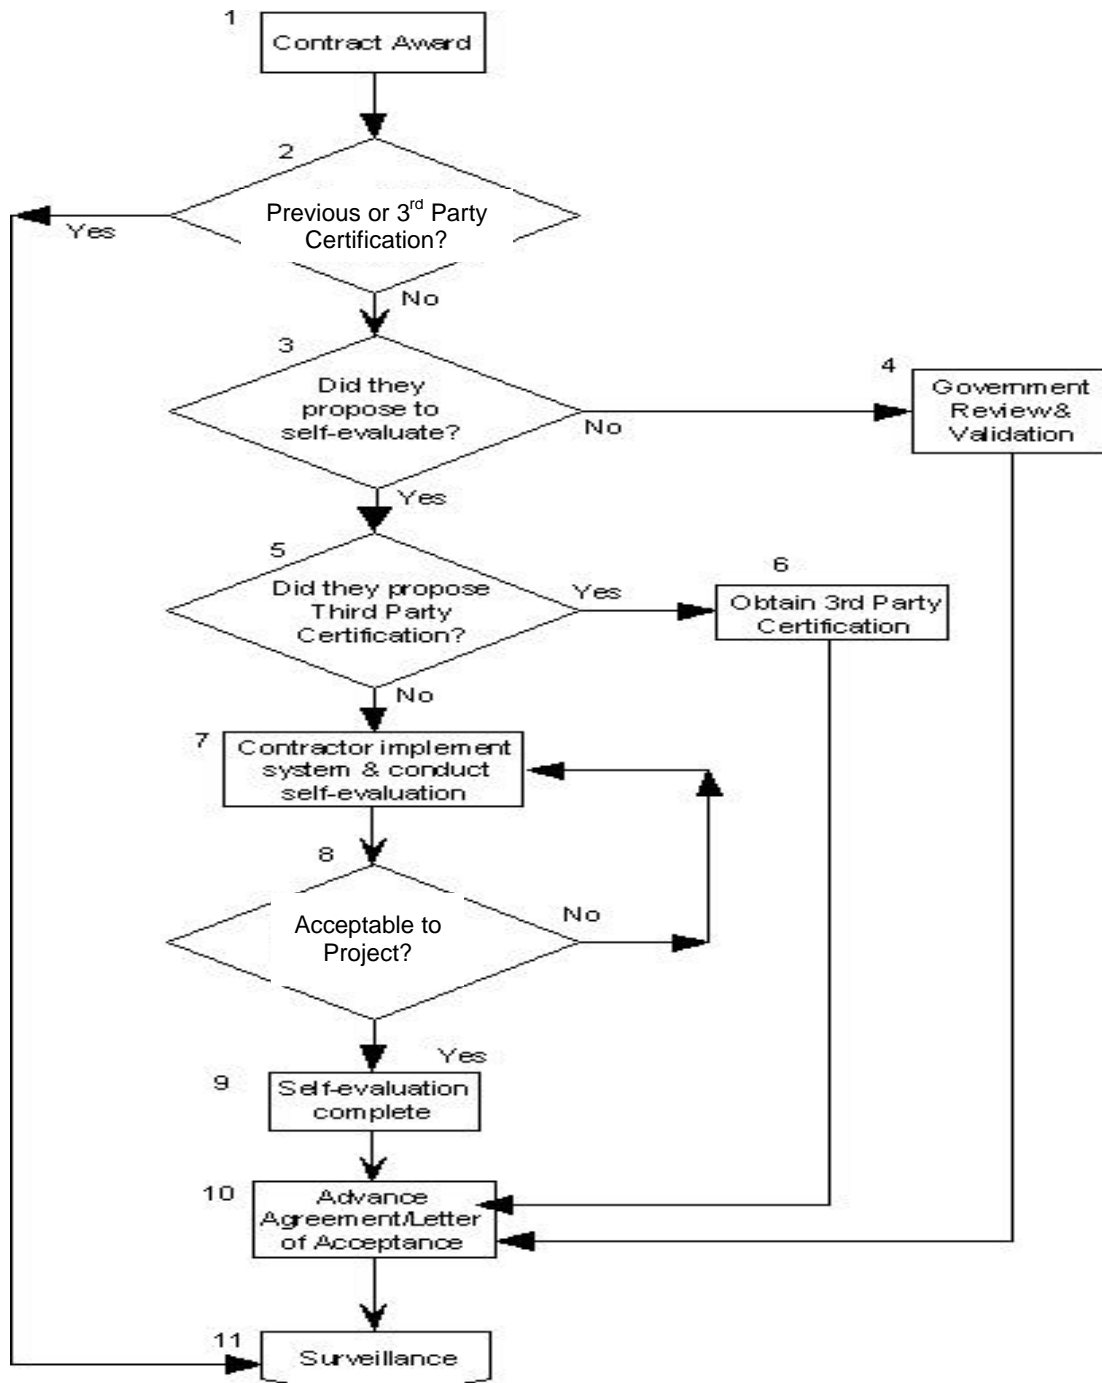 1
Contract Award
2
Previous or 3rd Party
Certification?
Yes
No
3
Did they
propose to
self-evaluate?
No
4
Government
Review &
Validation
Yes
5
Did they propose
Third Party
Certification?
Yes
6
Obtain 3rd Party
Certification
No
7
Contractor implement
system & conduct
self-evaluation
8
Acceptable to
Project?
No
Yes
9
Self-evaluation
complete
10
Advance
Agreement/Letter
of Acceptance
11
Surveillance